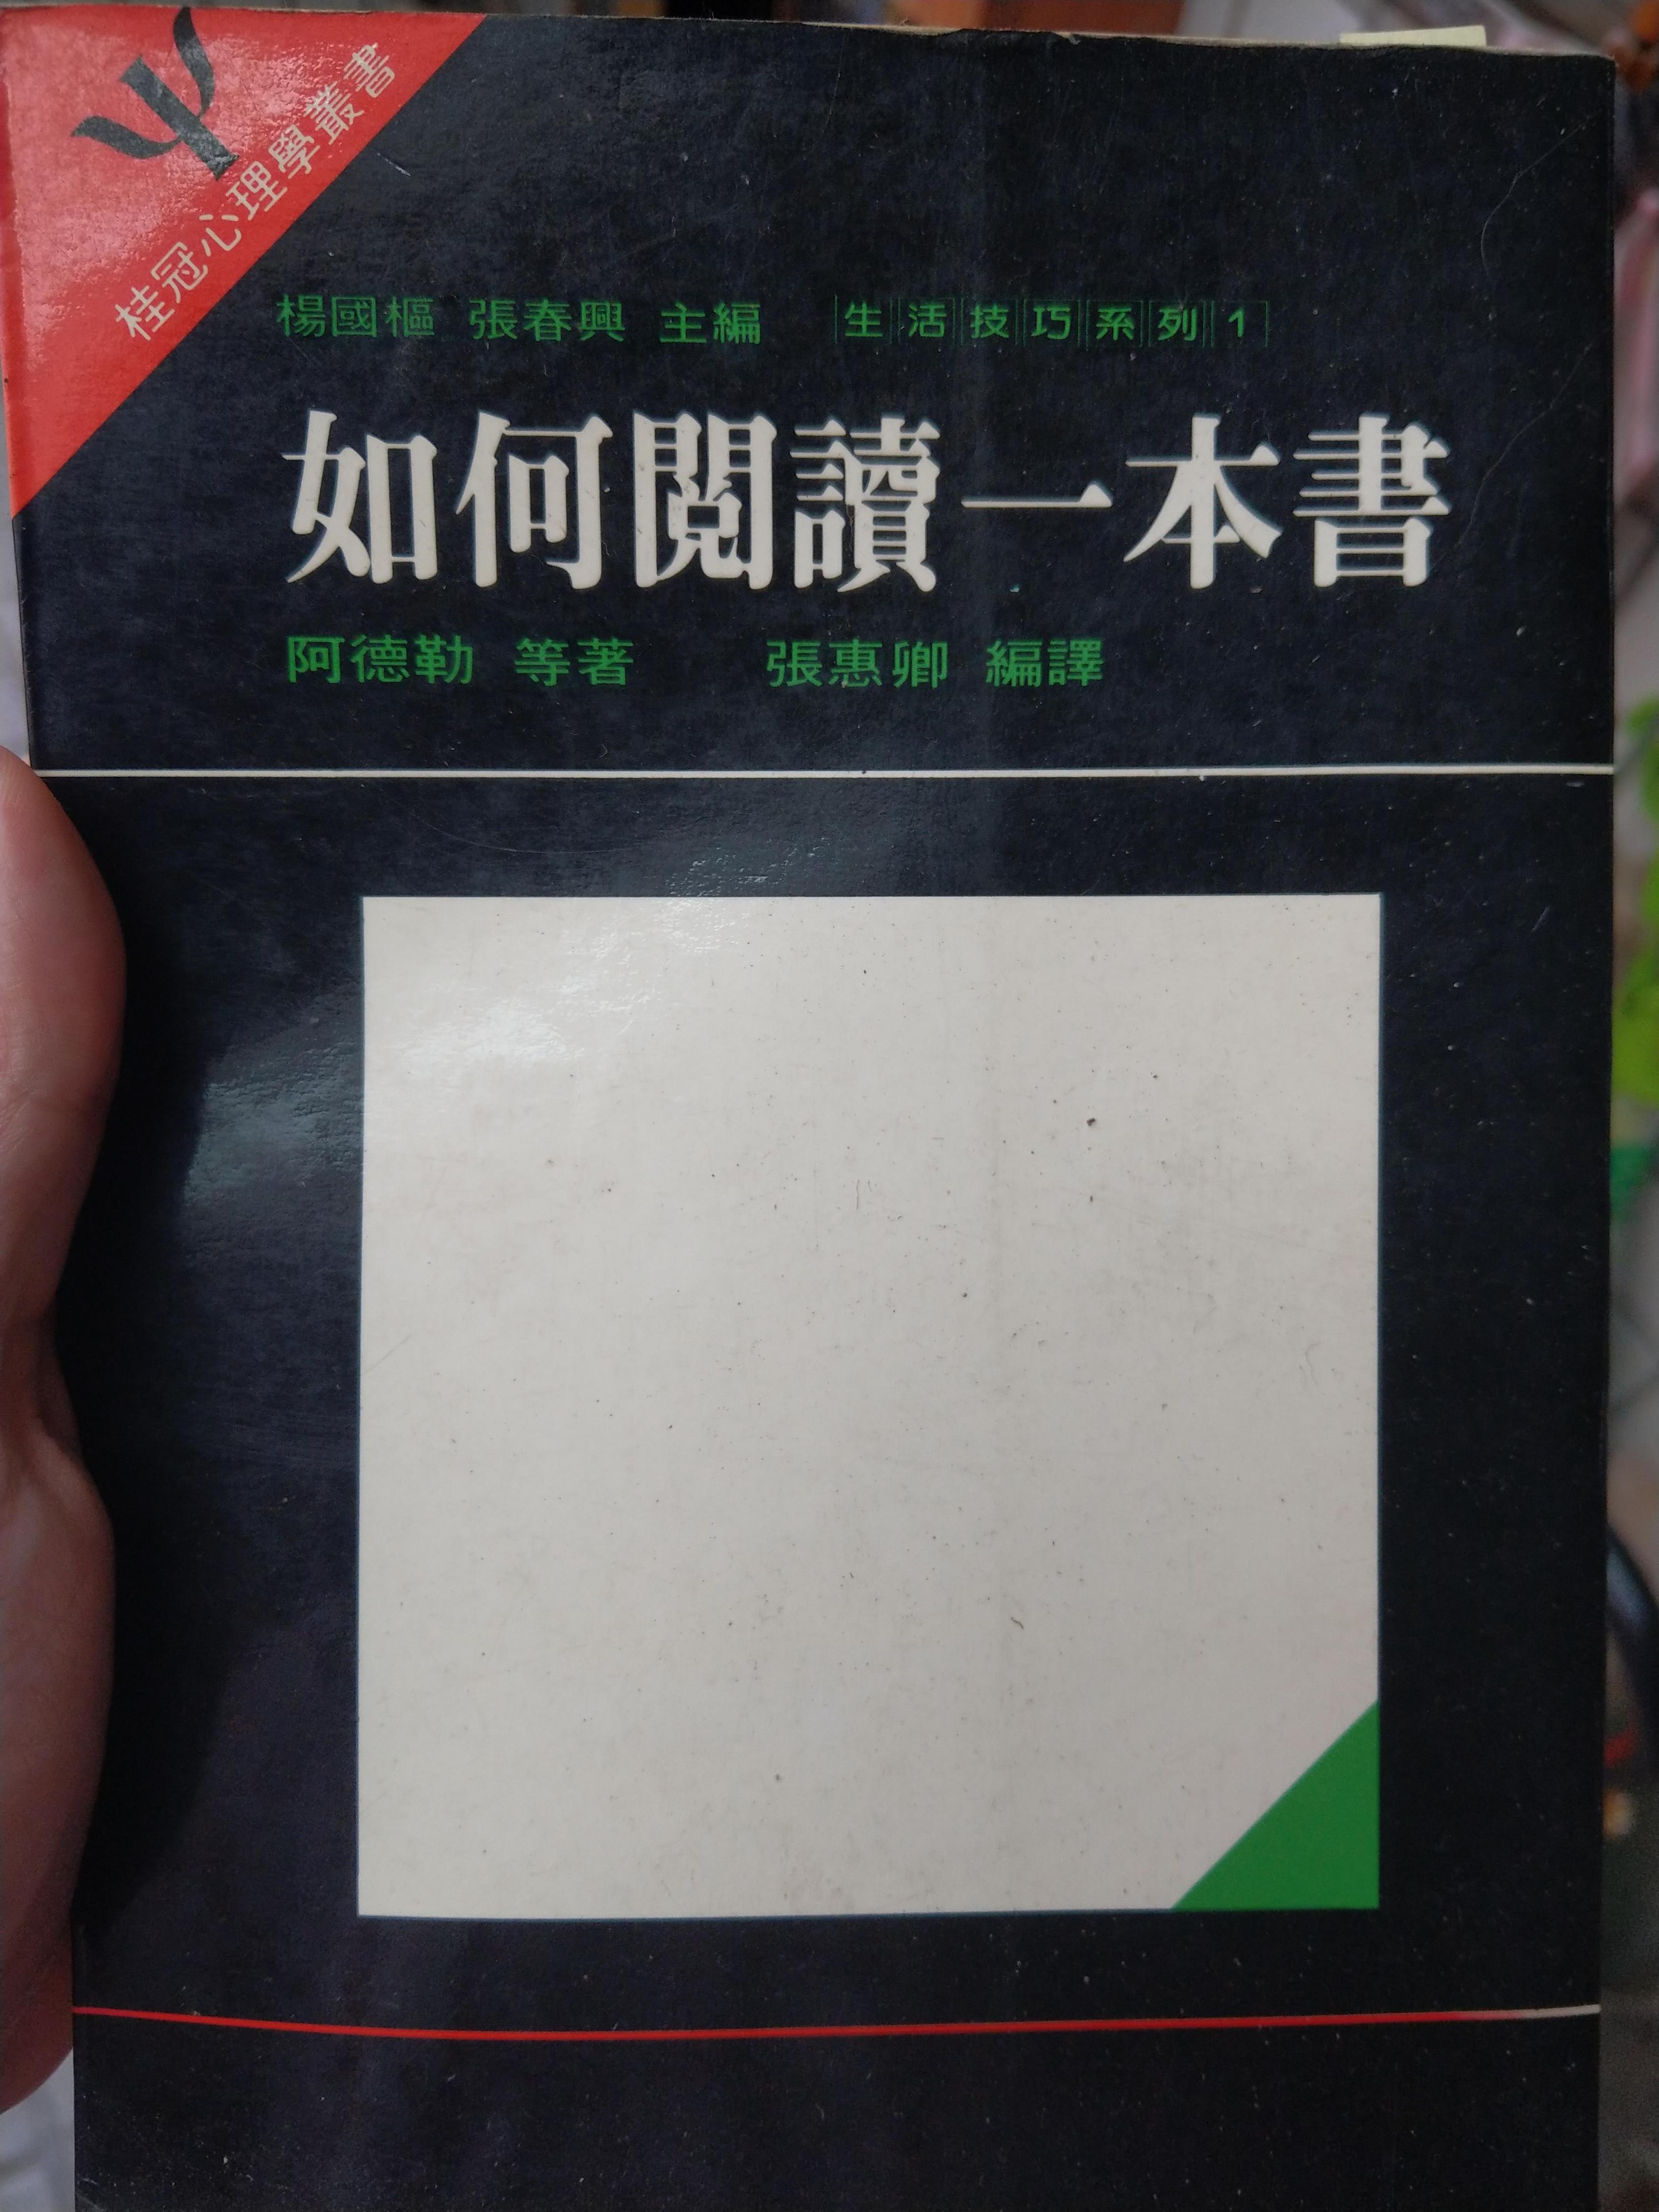 Ψ
桂冠心理學叢書
楊國樞 張春興 主編 生活技巧系列1
如何閱讀一本書
阿德勒 等著 張惠卿 編譯